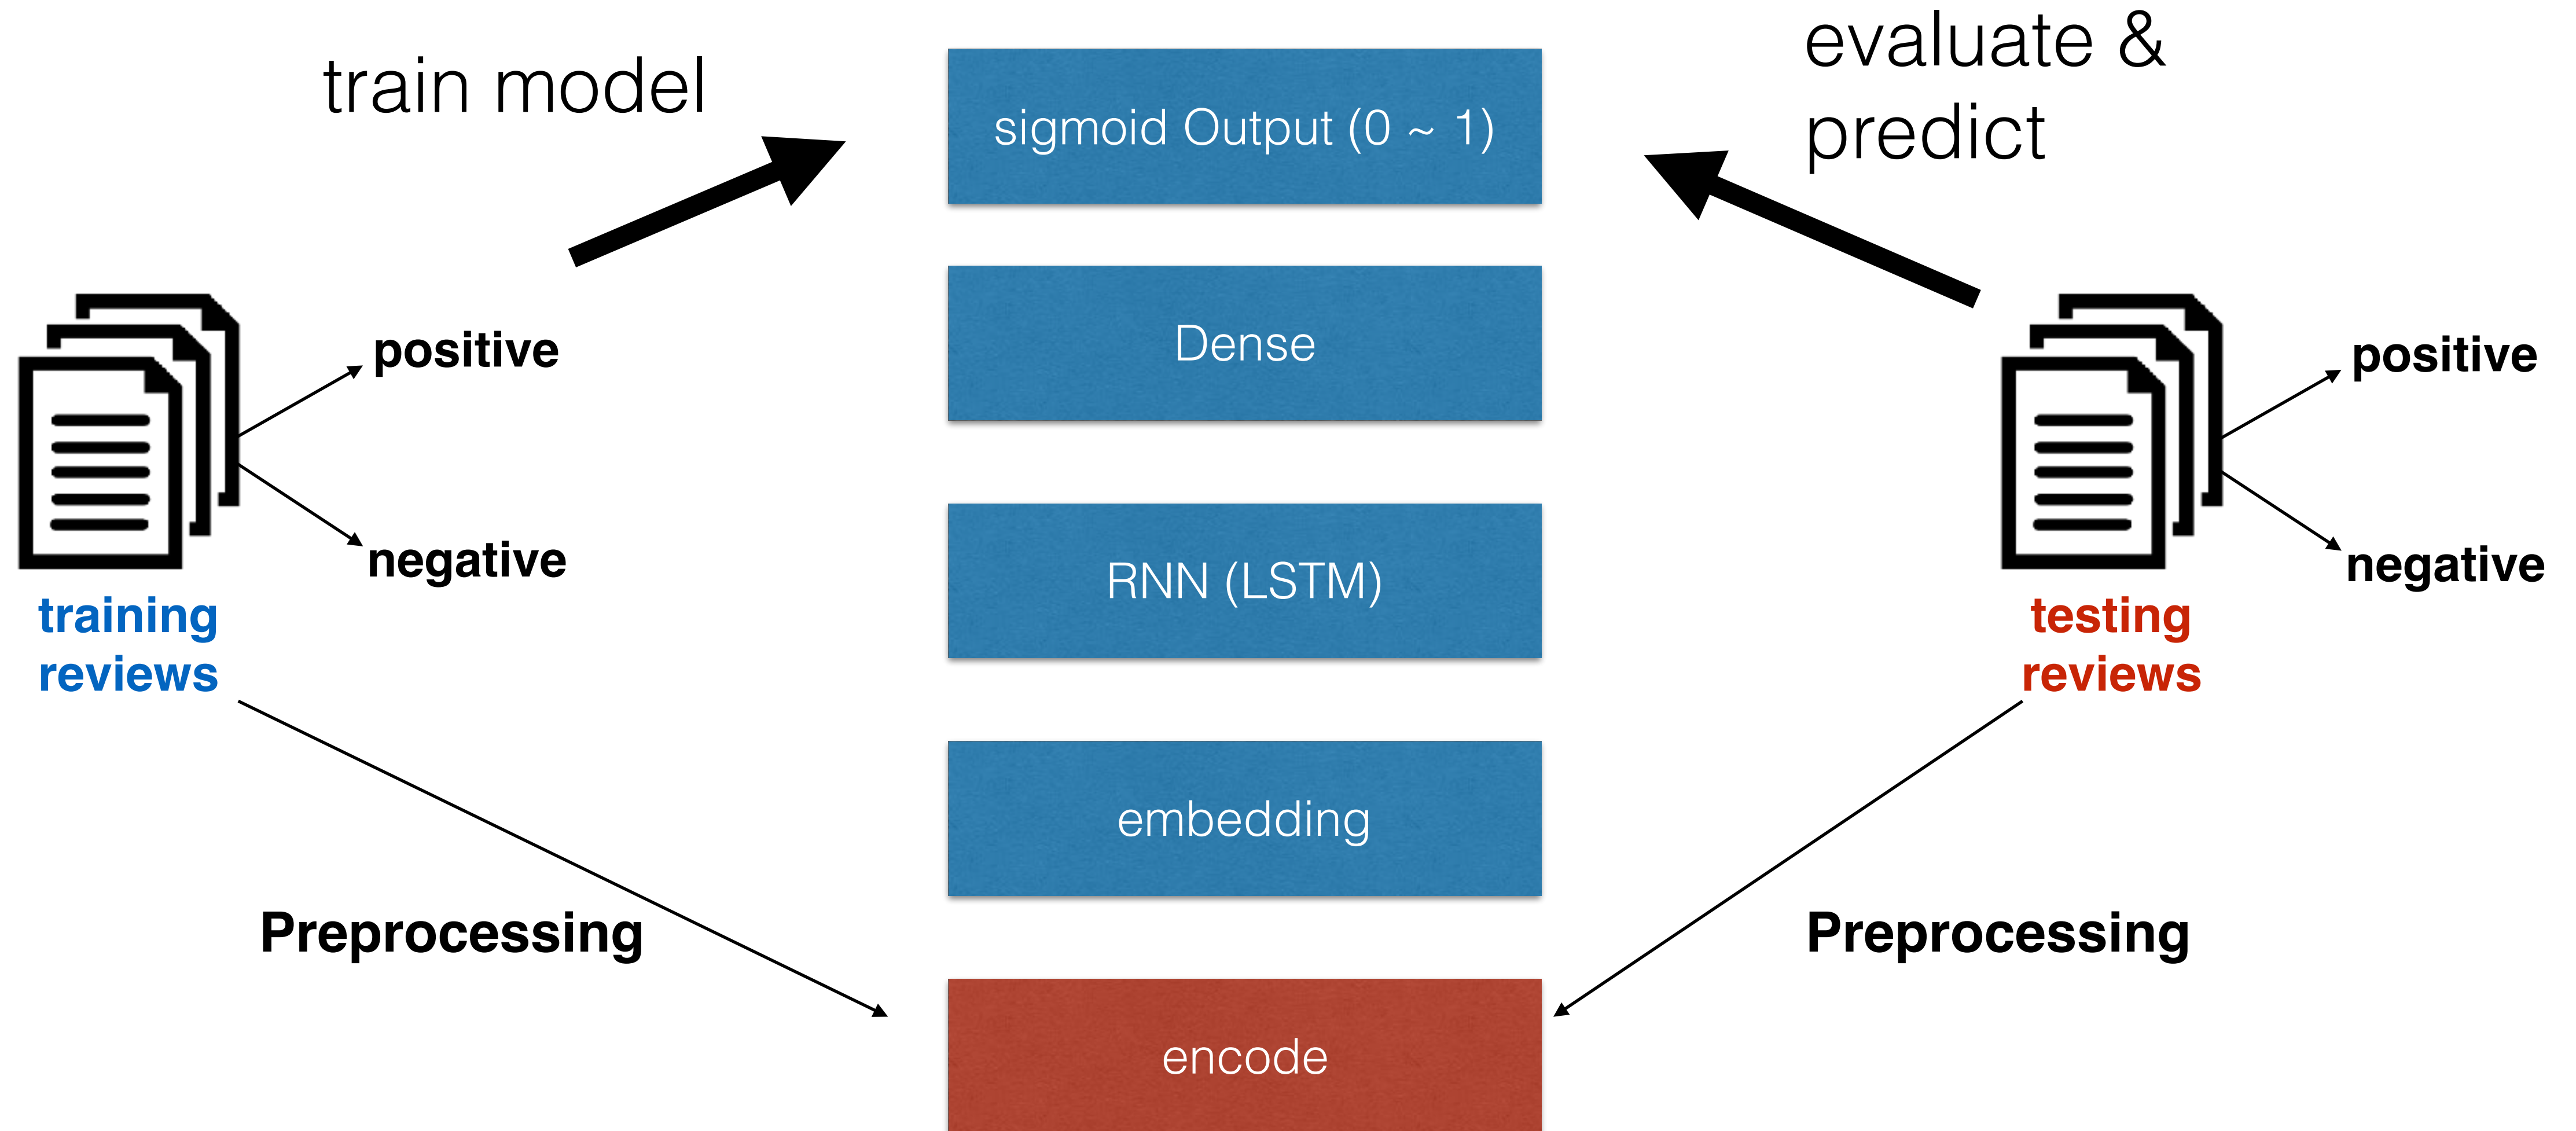 train model
evaluate &
predict
sigmoid Output (0 ~ 1)
Dense
positive
negative
training
reviews
RNN (LSTM)
positive
negative
testing
reviews
embedding
Preprocessing
Preprocessing
encode